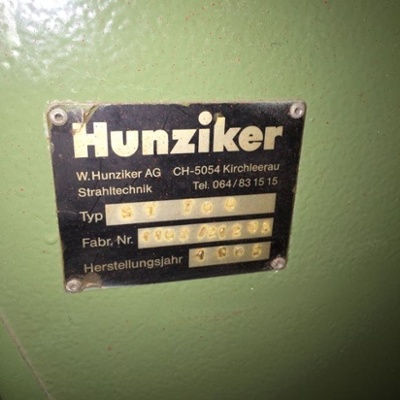 Hunziker
W. Hunziker AG CH-5054 Kirchleerau
Strahltechnik Tel. 064/83 15 15
Typ
Fabr. Nr.
Herstellungsjahr